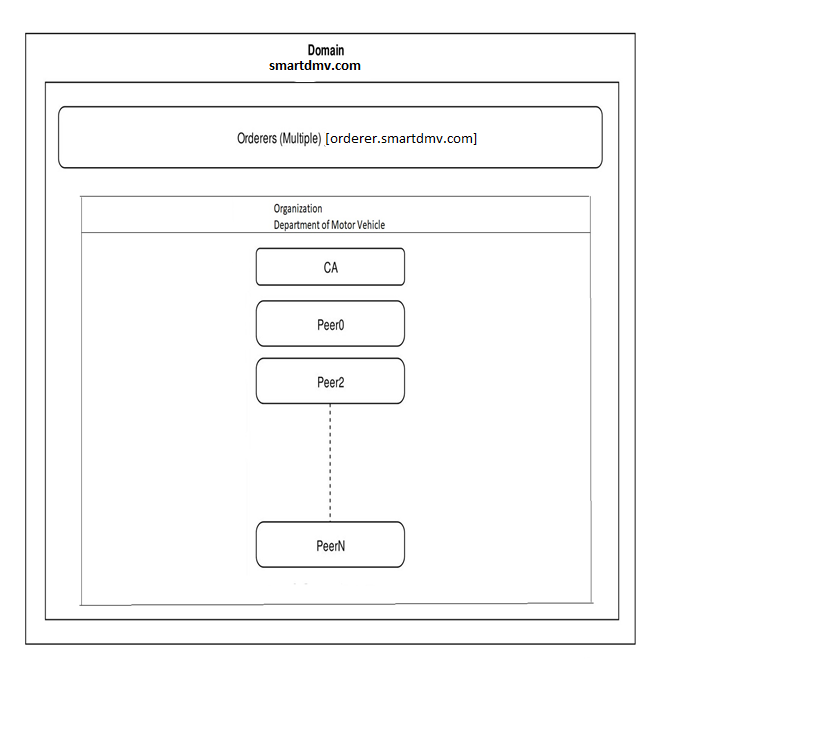 Domain
smartdmv.com
Orderers (Multiple) [orderer.smartdmv.com]
Organization
Department of Motor Vehicle
CA
Peer0
Peer2
PeerN